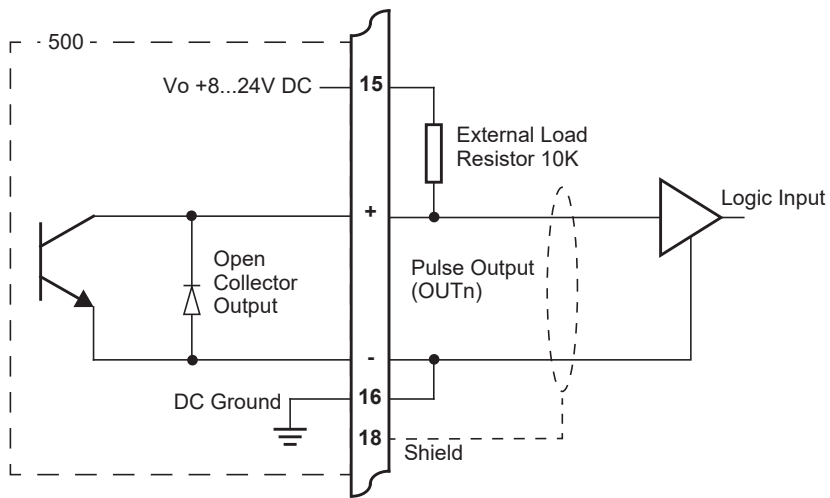 500
Vo +8...24V DC
15
External Load
Resistor 10K
+
Logic Input
Open
Collector
Output
Pulse Output
(OUTn)
-
DC Ground
16
18
Shield